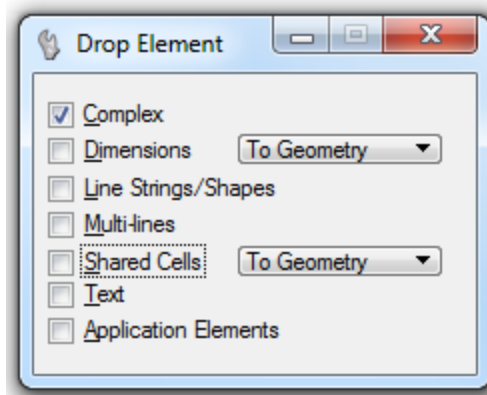 Drop Element
Complex
Dimensions To Geometry
Line Strings/Shapes
Multi-lines
Shared Cells To Geometry
Text
Application Elements